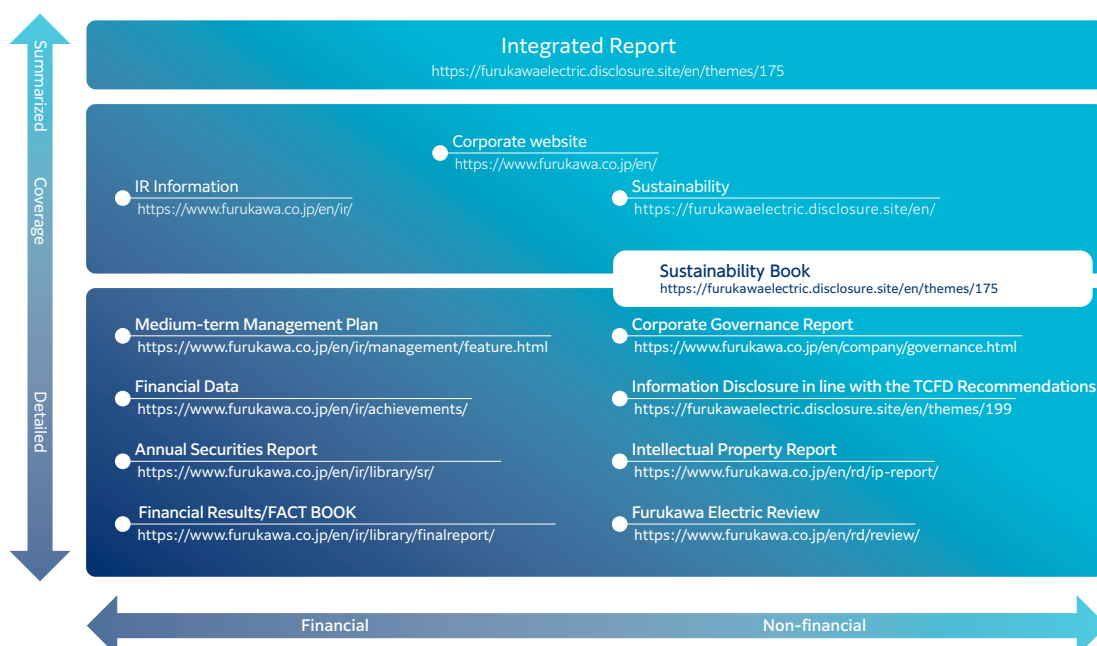 Summarized
Coverage
Detailed
Integrated Report
https://furukawaelectric.disclosure.site/en/themes/175
Corporate website
https://www.furukawa.co.jp/en/
IR Information
https://www.furukawa.co.jp/en/ir/
Sustainability
https://furukawaelectric.disclosure.site/en/
Sustainability Book
https://furukawaelectric.disclosure.site/en/themes/175
Medium-term Management Plan
https://www.furukawa.co.jp/en/ir/management/feature.html
Financial Data
https://www.furukawa.co.jp/en/ir/achievements/
Annual Securities Report
https://www.furukawa.co.jp/en/ir/library/sr/
Financial Results/FACT BOOK
https://www.furukawa.co.jp/en/ir/library/finalreport/
Corporate Governance Report
https://www.furukawa.co.jp/en/company/governance.html
Information Disclosure in line with the TCFD Recommendations
https://furukawaelectric.disclosure.site/en/themes/199
Intellectual Property Report
https://www.furukawa.co.jp/en/rd/ip-report/
Furukawa Electric Review
https://www.furukawa.co.jp/en/rd/review/
Financial
Non-financial